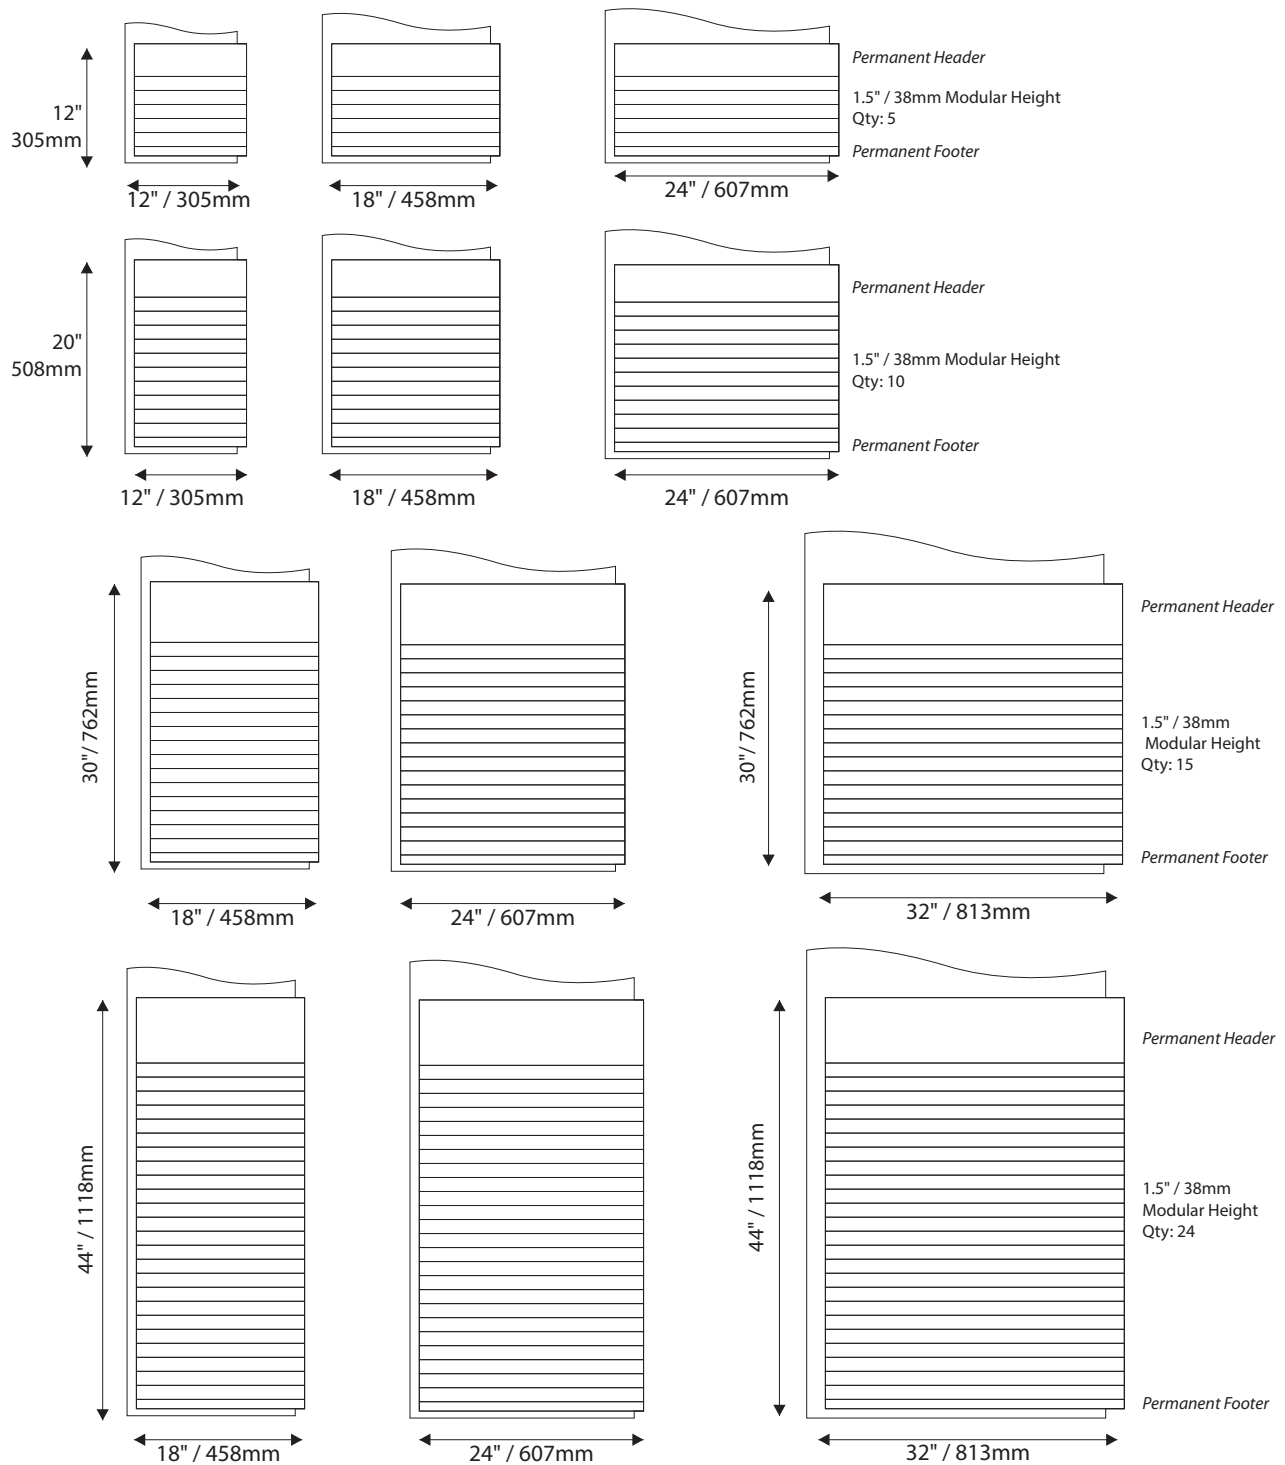 Permanent Header
12"
305mm
1.5" / 38mm Modular Height
Qty: 5
Permanent Footer
12" / 305mm
18" / 458mm
24" / 607mm
Permanent Header
20"
508mm
1.5" / 38mm Modular Height
Qty: 10
Permanent Footer
12" / 305mm
18" / 458mm
24" / 607mm
Permanent Header
30"/ 762mm
30"/ 762mm
1.5" / 38mm
Modular Height
Qty: 15
Permanent Footer
18" / 458mm
24" / 607mm
32" / 813mm
Permanent Header
44" / 1118mm
44" / 1118mm
1.5" / 38mm
Modular Height
Qty: 24
Permanent Footer
18" / 458mm
24" / 607mm
32" / 813mm